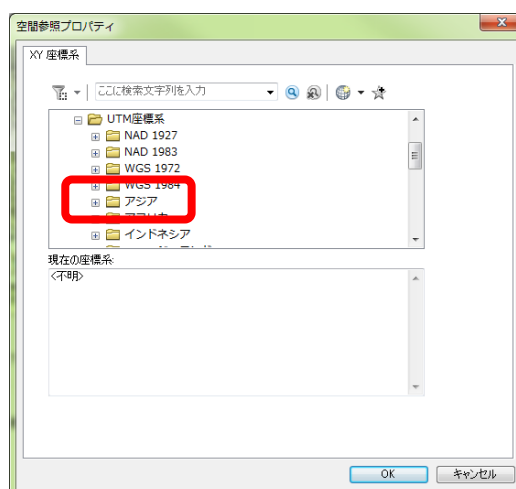 空間参照プロパティ
XY 座標系
ここに検索文字列を入力
UTM座標系
NAD 1927
NAD 1983
WGS 1972
WGS 1984
アジア
インドネシア
現在の座標系:
<不明>
OK
キャンセル